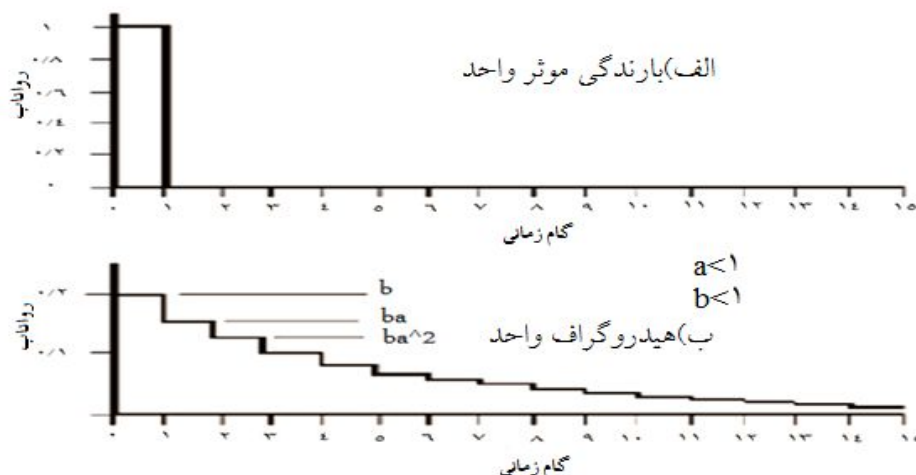 ۱
۰/۸
۰/۶
۰/۴
۰/۲
۰
رواناب
الف)بارندگی موثر واحد
۰ ۱ ۲ ۳ ۴ ۵ ۶ ۷ ۶ ۹ ۱۰ ۱۱ ۱۲ ۱۳ ۱۴ ۱۵
گام زمانی
a<۱
b<۱
۰/۲
۰/۱
رواناب
b
ba
ba^2
ب)هیدروگراف واحد
۰ ۱ ۲ ۳ ۴ ۵ ۶ ۷ ۶ ۹ ۱۰ ۱۱ ۱۲ ۱۳ ۱۴ ۱۵
گام زمانی